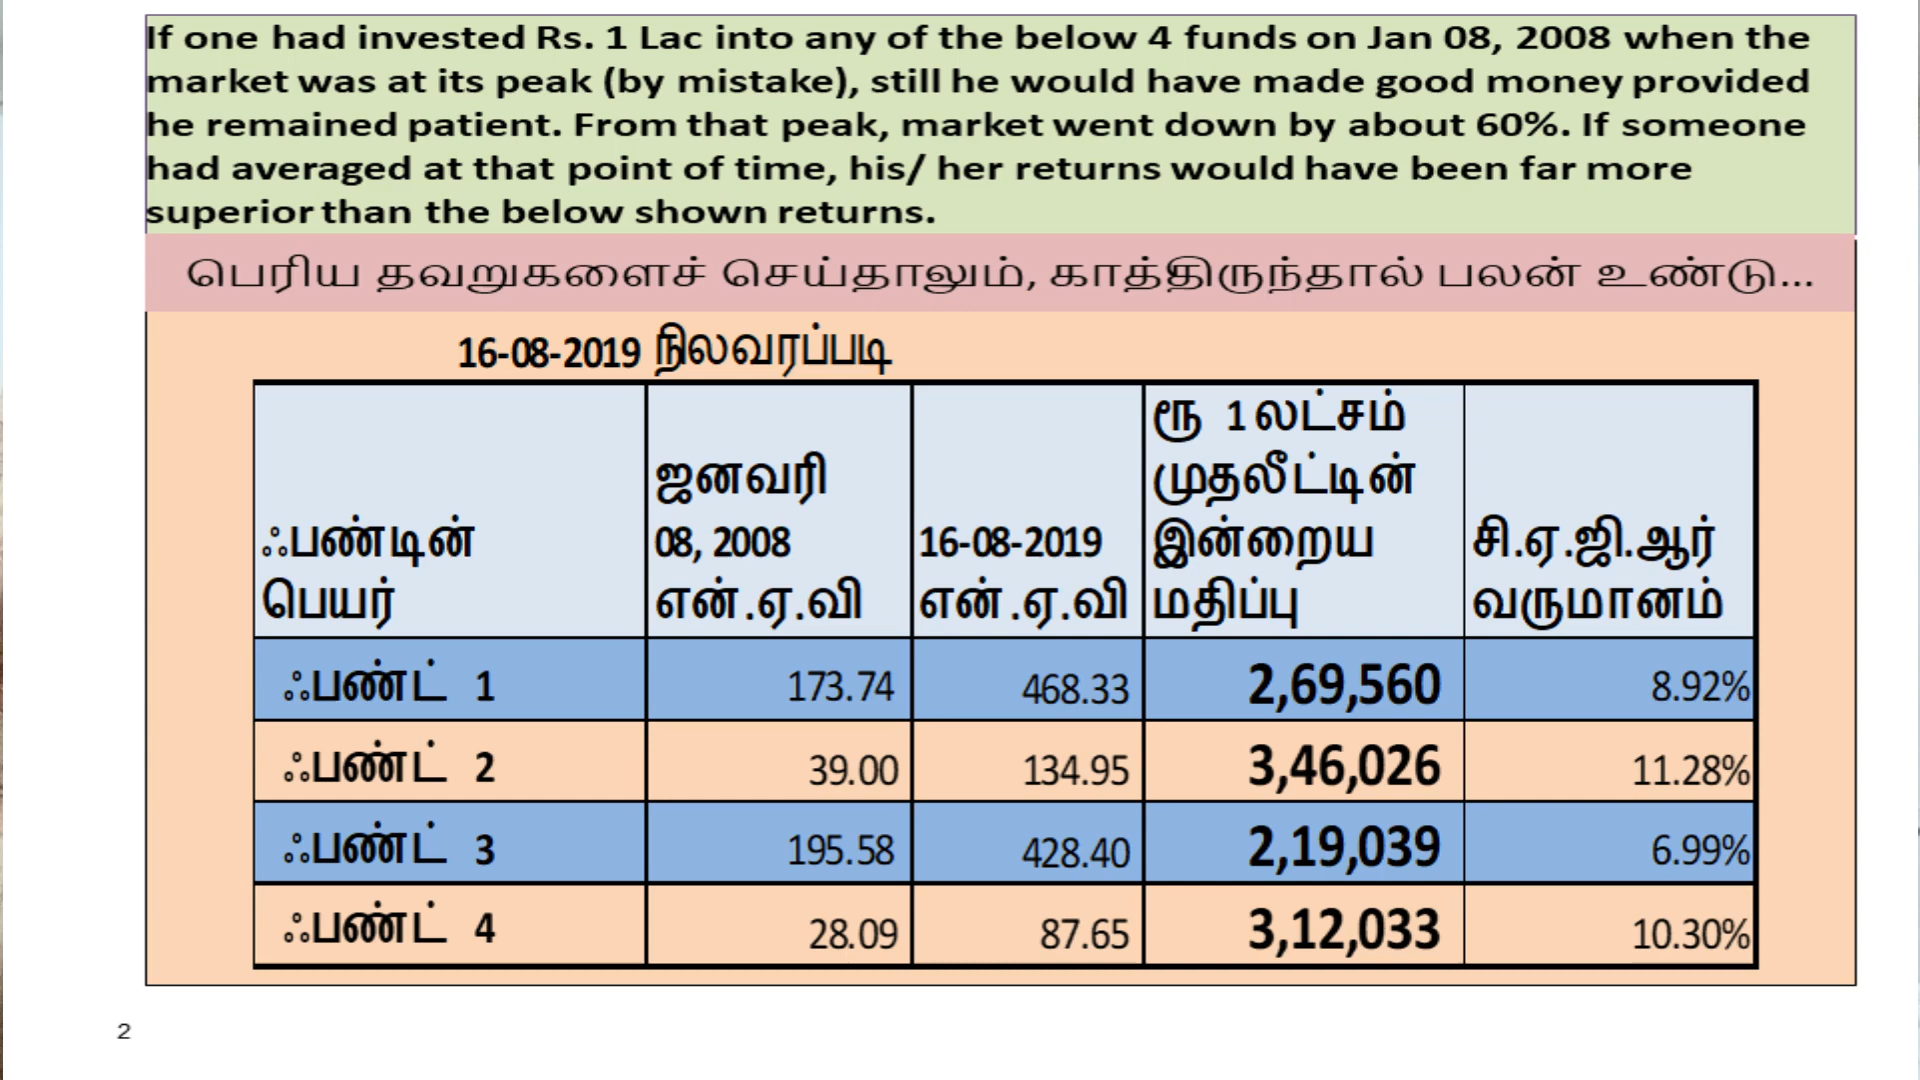 If one had invested Rs. 1 Lac into any of the below 4 funds on Jan 08, 2008 when the
market was at its peak (by mistake), still he would have made good money provided
he remained patient. From that peak, market went down by about 60%. If someone
had averaged at that point of time, his/ her returns would have been far more
superior than the below shown returns.
பெரிய தவறுகளைச் செய்தாலும், காத்திருந்தால் பலன் உண்டு...
16-08-2019 நிலவரப்படி
ஃபண்டின் பெயர் ஜனவரி 08, 2008 என்.ஏ.வி 16-08-2019 என்.ஏ.வி ரூ 1 லட்சம் முதலீட்டின் இன்றைய மதிப்பு சி.ஏ.ஜி.ஆர் வருமானம்
ஃபண்ட் 1 173.74 468.33 2,69,560 8.92%
ஃபண்ட் 2 39.00 134.95 3,46,026 11.28%
ஃபண்ட் 3 195.58 428.40 2,19,039 6.99%
ஃபண்ட் 4 28.09 87.65 3,12,033 10.30%
2